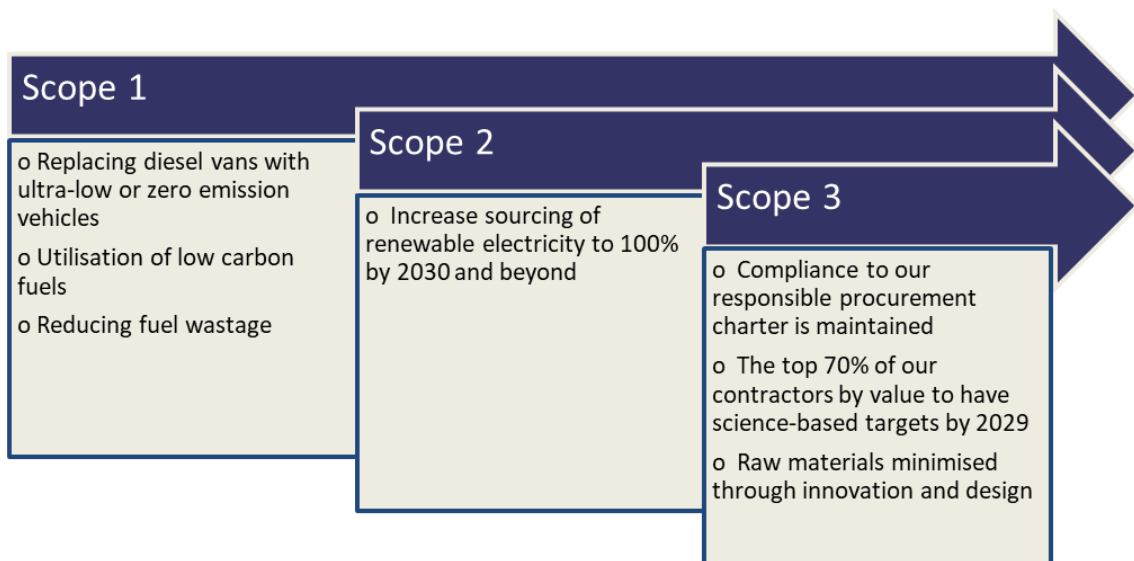 Scope 1
o Replacing diesel vans with
ultra-low or zero emission
vehicles
o Utilisation of low carbon
fuels
o Reducing fuel wastage
Scope 2
o Increase sourcing of
renewable electricity to 100%
by 2030 and beyond
Scope 3
o Compliance to our
responsible procurement
charter is maintained
o The top 70% of our
contractors by value to have
science-based targets by 2029
o Raw materials minimised
through innovation and design